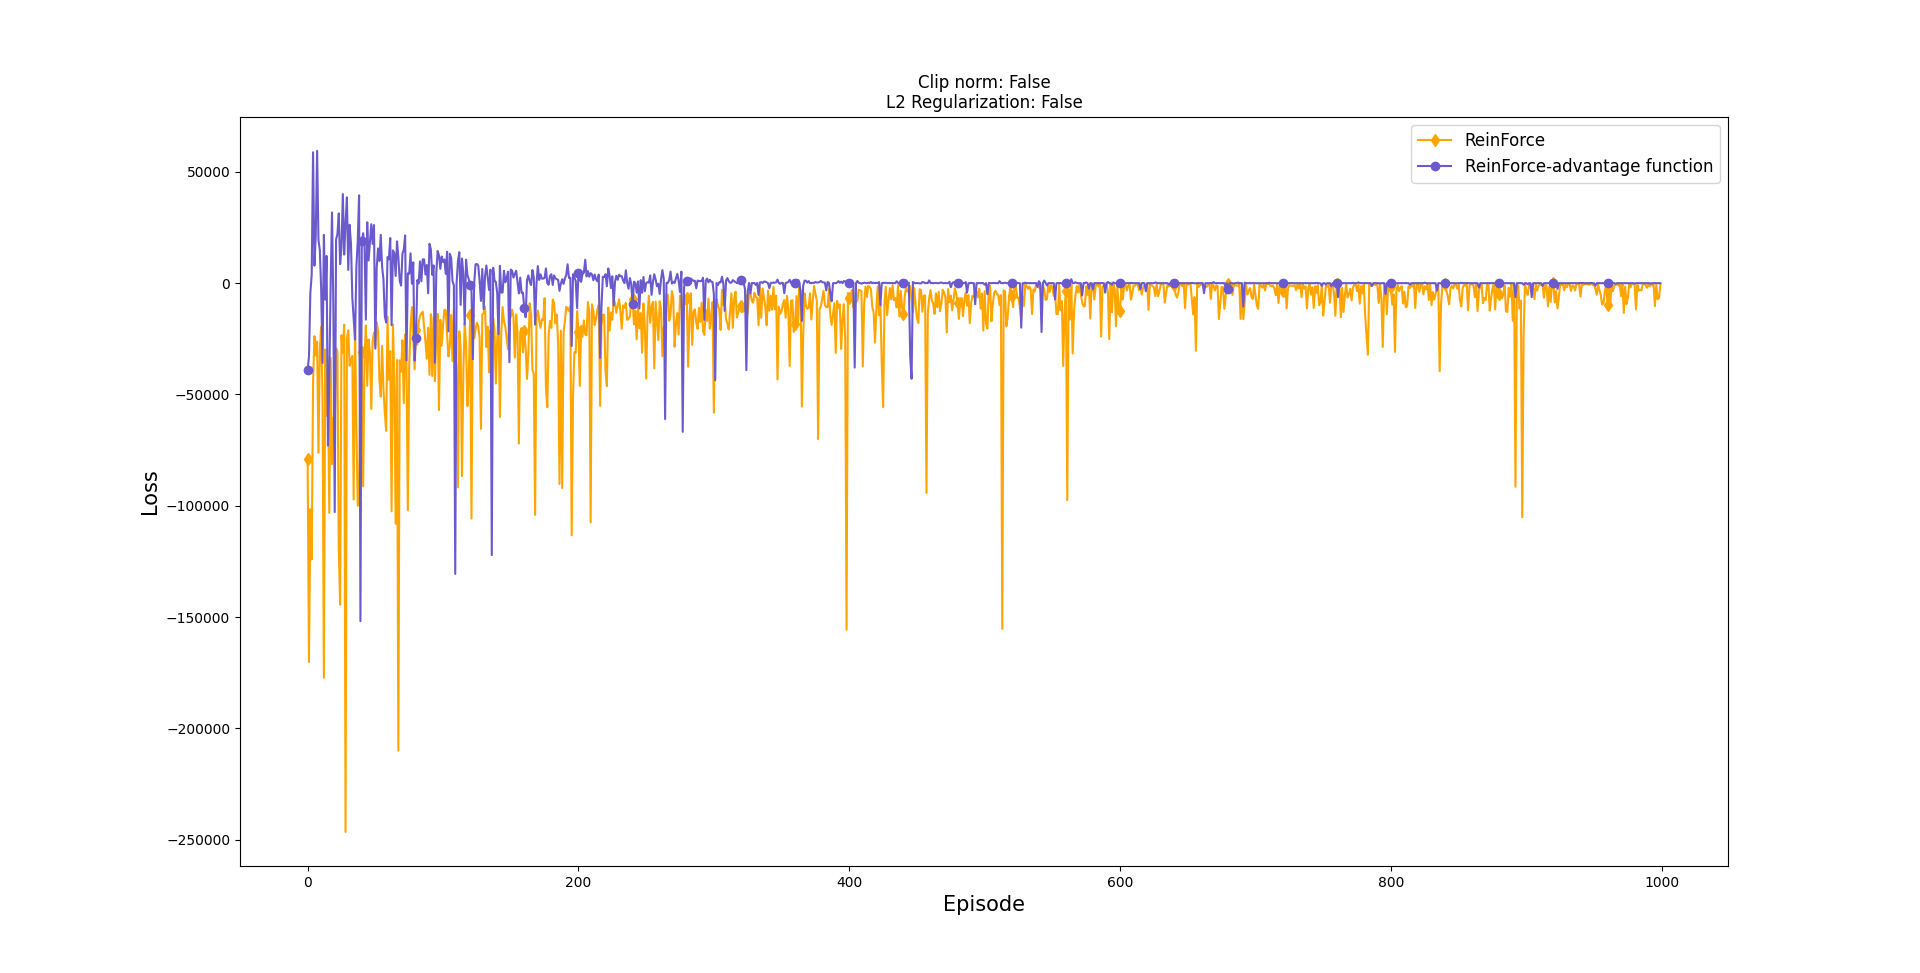 Clip norm: False
L2 Regularization: False
ReinForce
ReinForce-advantage function
50000
0
−50000
−100000
−150000
−200000
−250000
Loss
0
200
400
600
800
1000
Episode